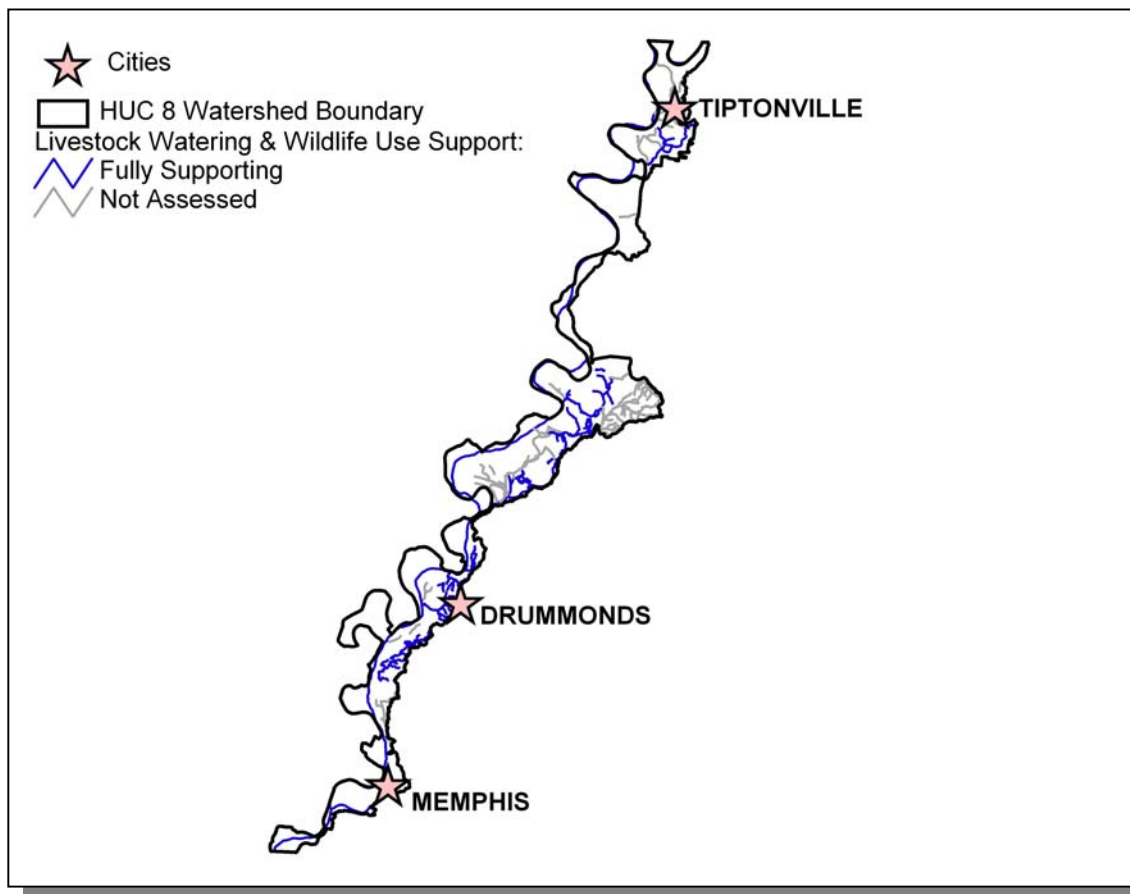 Cities
HUC 8 Watershed Boundary
Livestock Watering & Wildlife Use Support:
Fully Supporting
Not Assessed
TIPTONVILLE
DRUMMONDS
MEMPHIS